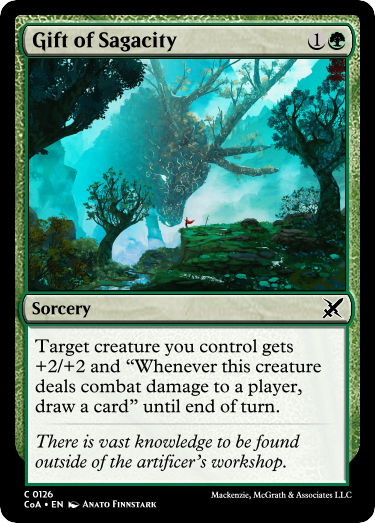 Gift of Sagacity 1
Sorcery
Target creature you control gets
+2/+2 and “Whenever this creature
deals combat damage to a player,
draw a card” until end of turn.
There is vast knowledge to be found
outside of the artificer’s workshop.
C 0126
CoA • EN Anato Finnstark
Mackenzie, McGrath & Associates LLC